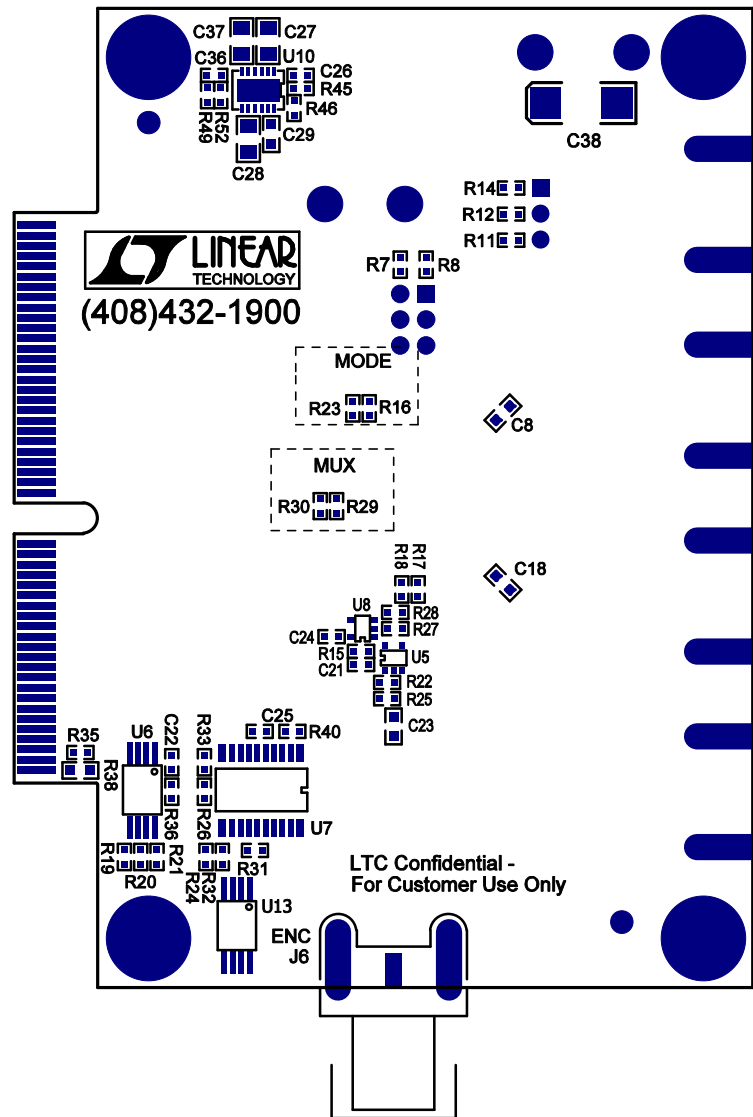 C37
C27
U10
C36
C26
R45
R46
R49
R52
C29
C28
C38
R14
R12
R11
LINEAR
TECHNOLOGY
(408)432-1900
R7
R8
MODE
R23
R16
C8
MUX
R30
R29
R18
R17
C18
U8
R28
R27
C24
R15
C21
U5
R22
R25
C23
R35
R38
U6
C22
R33
C25
R40
R36
R26
U7
R19
R20
R21
R24
R32
R31
LTC Confidential -
For Customer Use Only
U13
ENC
J6